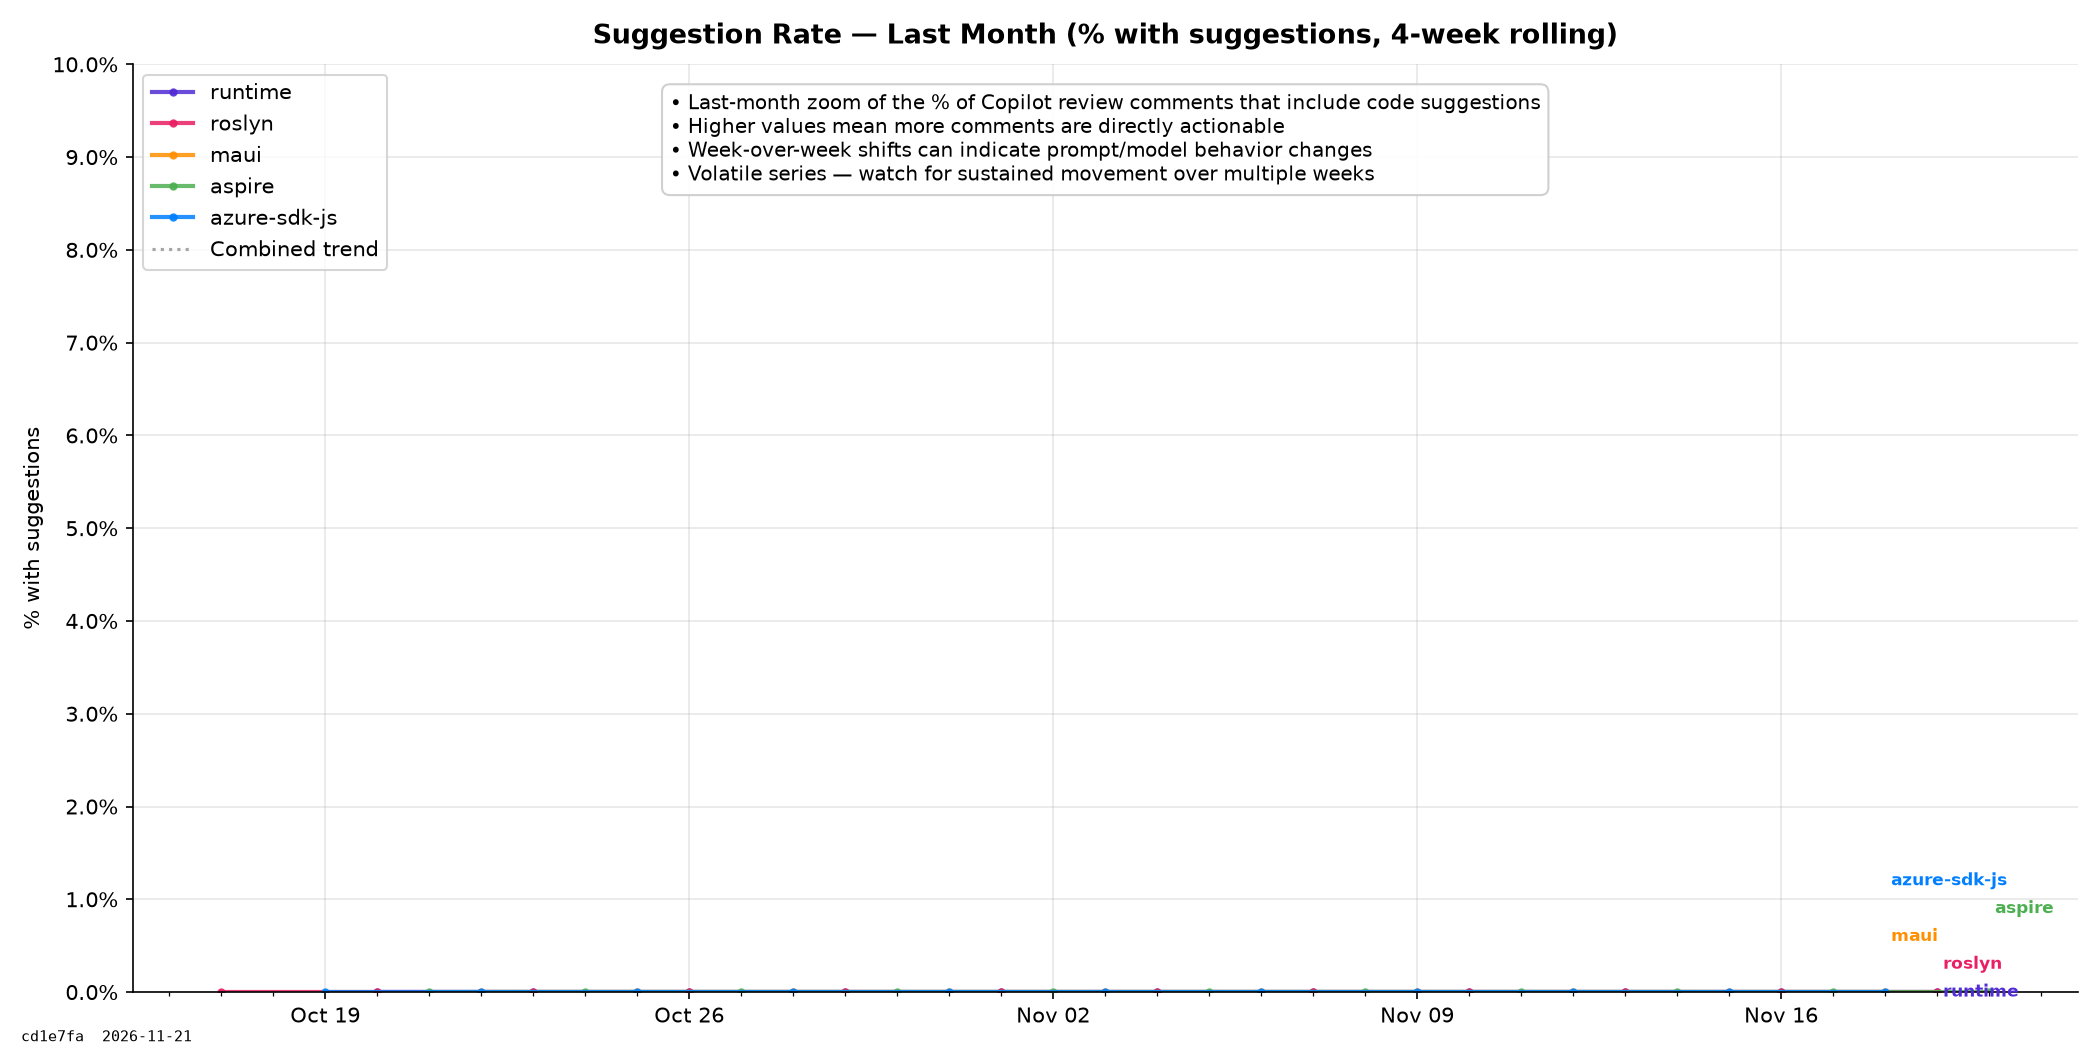 Suggestion Rate — Last Month (% with suggestions, 4-week rolling)
10.0%
9.0%
8.0%
7.0%
6.0%
5.0%
4.0%
3.0%
2.0%
1.0%
0.0%
% with suggestions
runtime
roslyn
maui
aspire
azure-sdk-js
Combined trend
• Last-month zoom of the % of Copilot review comments that include code suggestions
• Higher values mean more comments are directly actionable
• Week-over-week shifts can indicate prompt/model behavior changes
• Volatile series — watch for sustained movement over multiple weeks
azure-sdk-js
aspire
maui
roslyn
runtime
Oct 19
Oct 26
Nov 02
Nov 09
Nov 16
cd1e7fa 2026-11-21